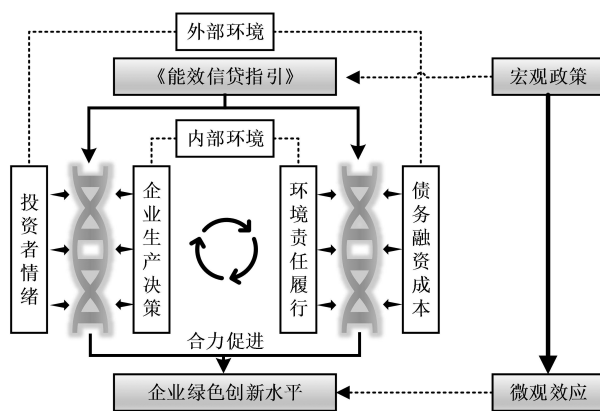 外部环境
《能效信贷指引》
宏观政策
内部环境
投资者情绪
企业生产决策
环境责任履行
债务融资成本
合力促进
企业绿色创新水平
微观效应